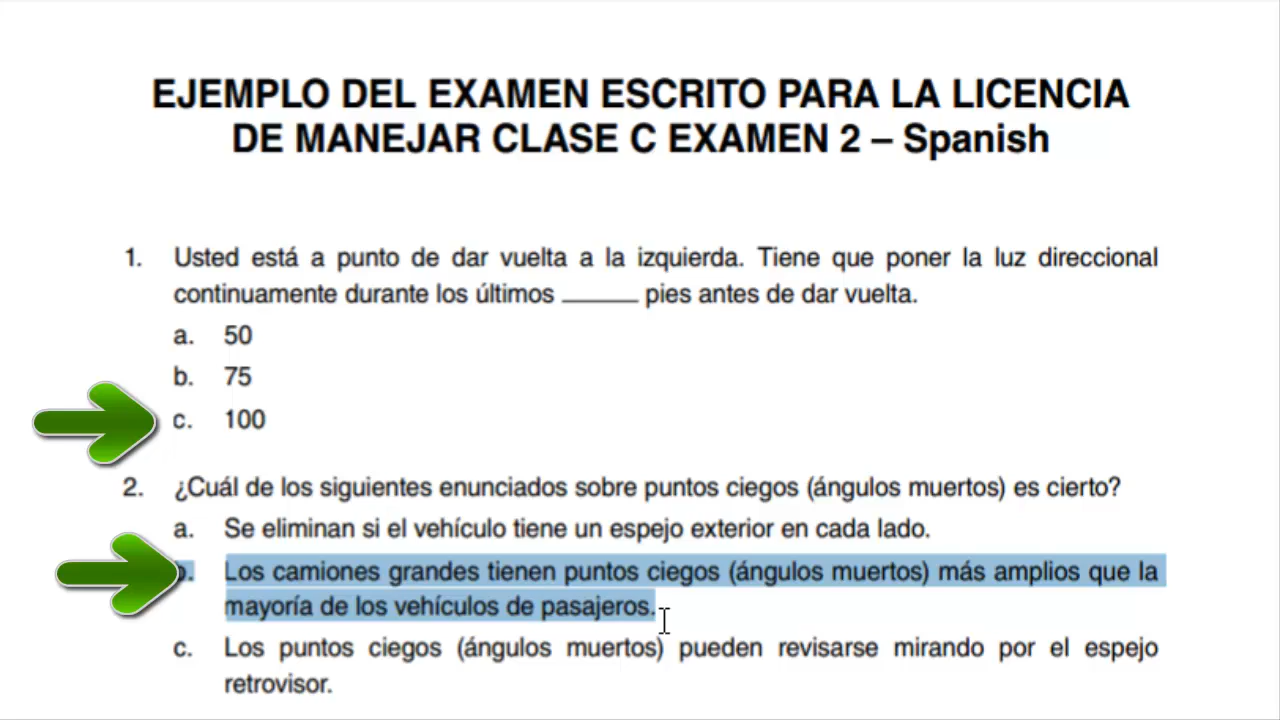 EJEMPLO DEL EXAMEN ESCRITO PARA LA LICENCIA
DE MANEJAR CLASE C EXAMEN 2 – Spanish
1. Usted está a punto de dar vuelta a la izquierda. Tiene que poner la luz direccional
continuamente durante los últimos _____ pies antes de dar vuelta.
a. 50
b. 75
c. 100
2. ¿Cuál de los siguientes enunciados sobre puntos ciegos (ángulos muertos) es cierto?
a. Se eliminan si el vehículo tiene un espejo exterior en cada lado.
b. Los camiones grandes tienen puntos ciegos (ángulos muertos) más amplios que la
mayoría de los vehículos de pasajeros.
c. Los puntos ciegos (ángulos muertos) pueden revisarse mirando por el espejo
retrovisor.